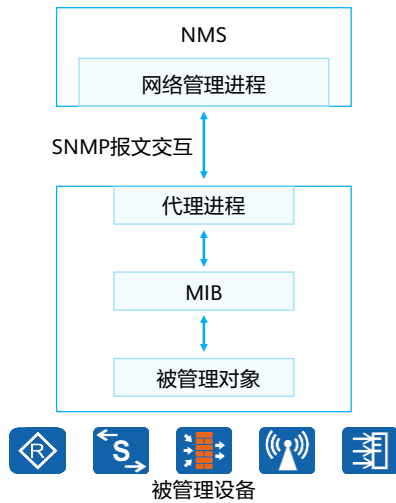 NMS
网络管理进程
SNMP报文交互
代理进程
MIB
被管理对象
R
S
被管理设备